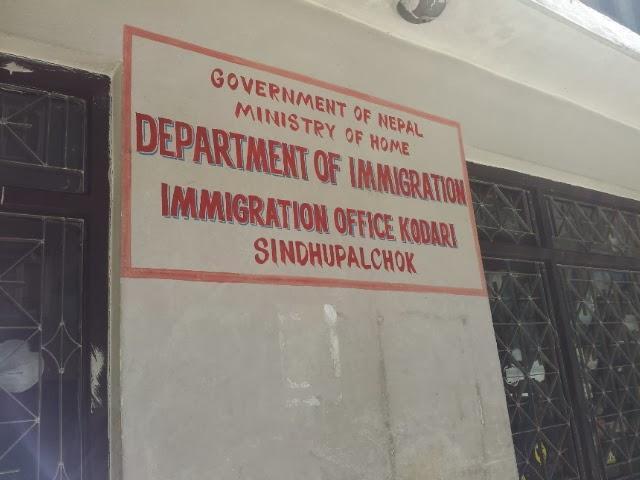 GOVERNMENT OF NEPAL
MINISTRY OF HOME
DEPARTMENT OF IMMIGRATION
IMMIGRATION OFFICE KODARI
SINDHUPALCHOK